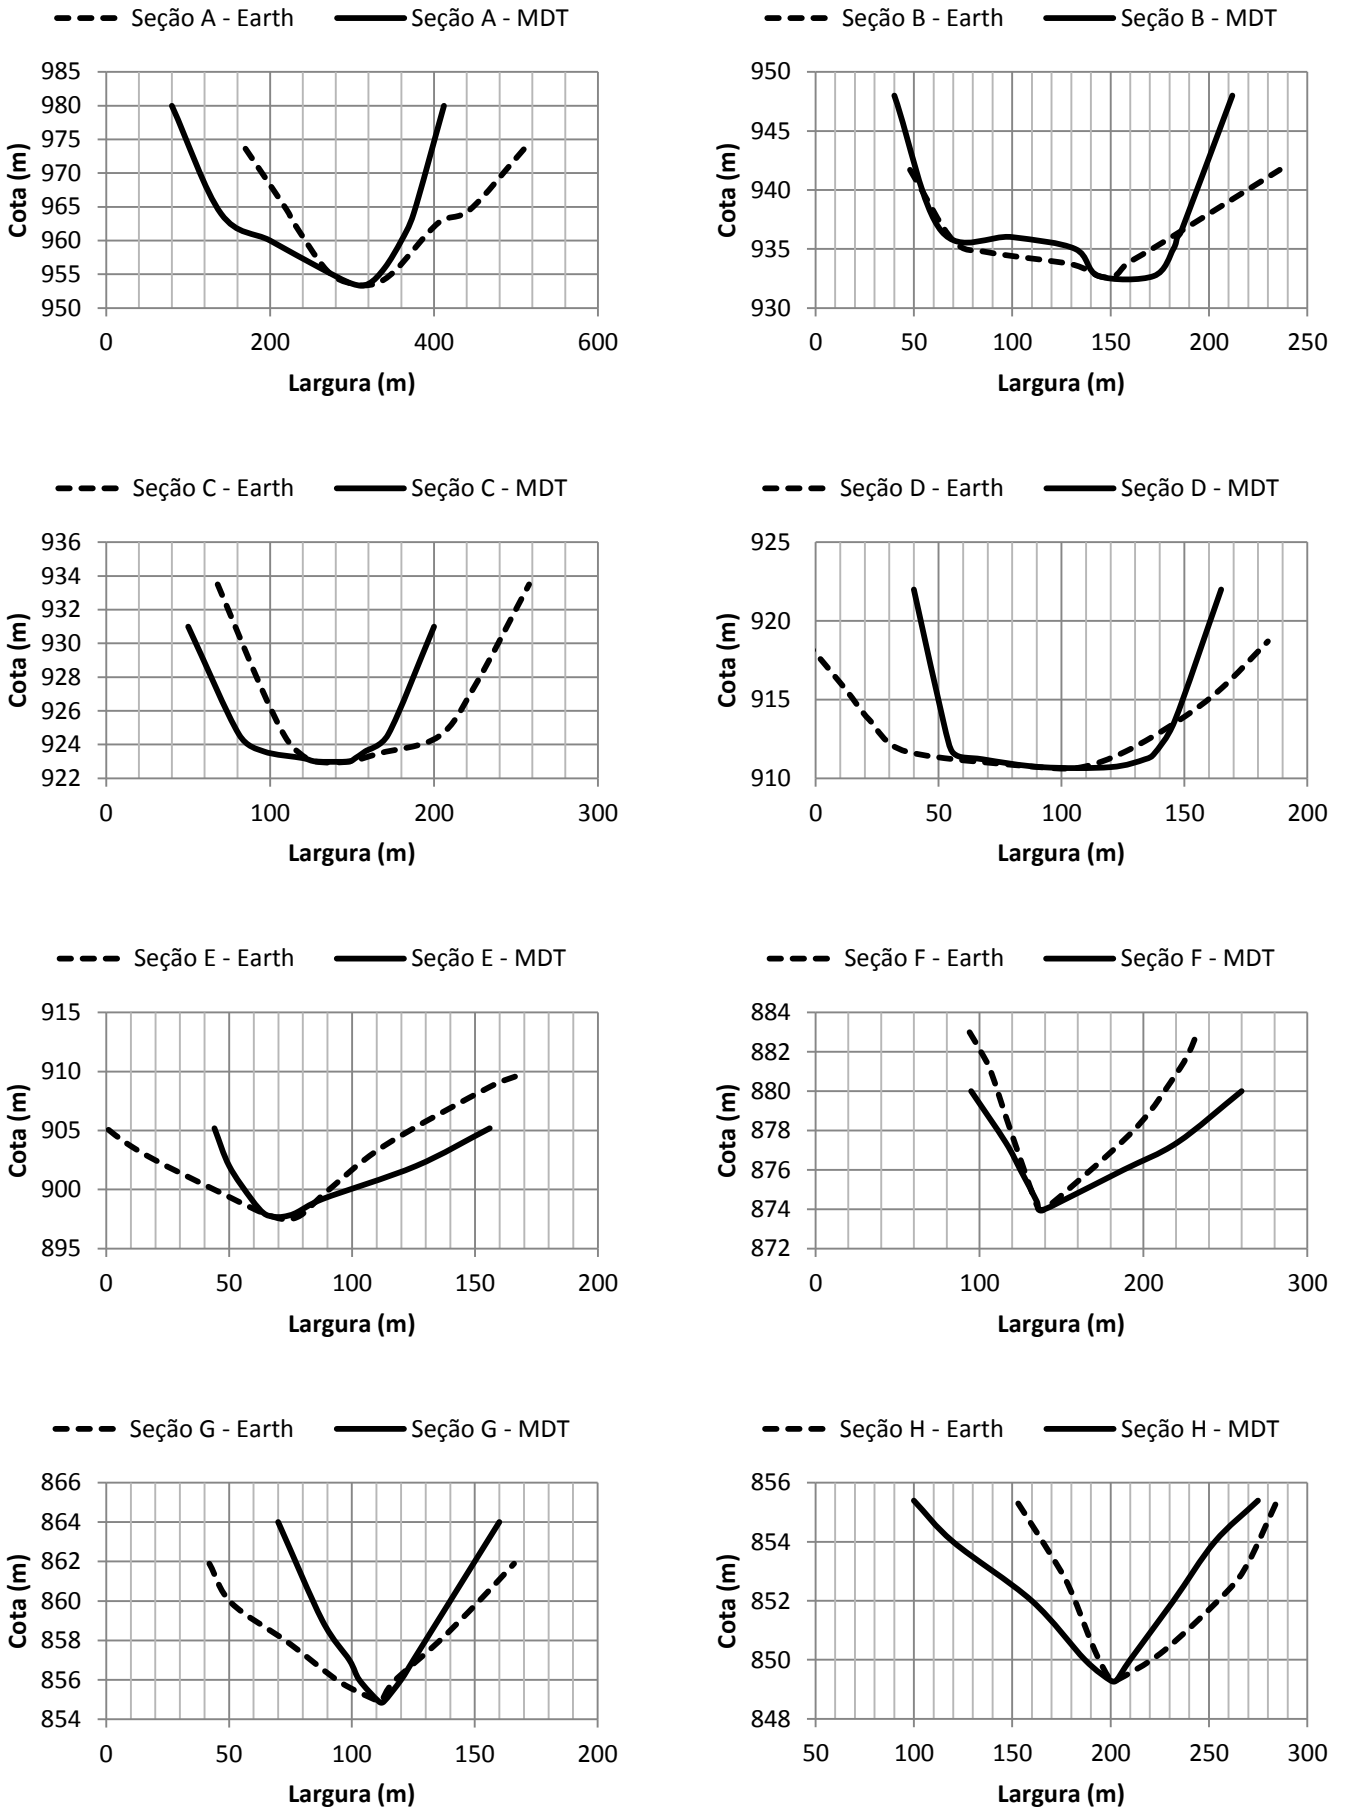 Seção A - Earth Seção A - MDT
985
980
975
970
965
960
955
950
0 200 400 600
Cota (m)
Largura (m)
Seção B - Earth Seção B - MDT
950
945
940
935
930
0 50 100 150 200 250
Cota (m)
Largura (m)
Seção C - Earth Seção C - MDT
936
934
932
930
928
926
924
922
0 100 200 300
Cota (m)
Largura (m)
Seção D - Earth Seção D - MDT
925
920
915
910
0 50 100 150 200
Cota (m)
Largura (m)
Seção E - Earth Seção E - MDT
915
910
905
900
895
0 50 100 150 200
Cota (m)
Largura (m)
Seção F - Earth Seção F - MDT
884
882
880
878
876
874
872
0 100 200 300
Cota (m)
Largura (m)
Seção G - Earth Seção G - MDT
866
864
862
860
858
856
854
0 50 100 150 200
Cota (m)
Largura (m)
Seção H - Earth Seção H - MDT
856
854
852
850
848
50 100 150 200 250 300
Cota (m)
Largura (m)